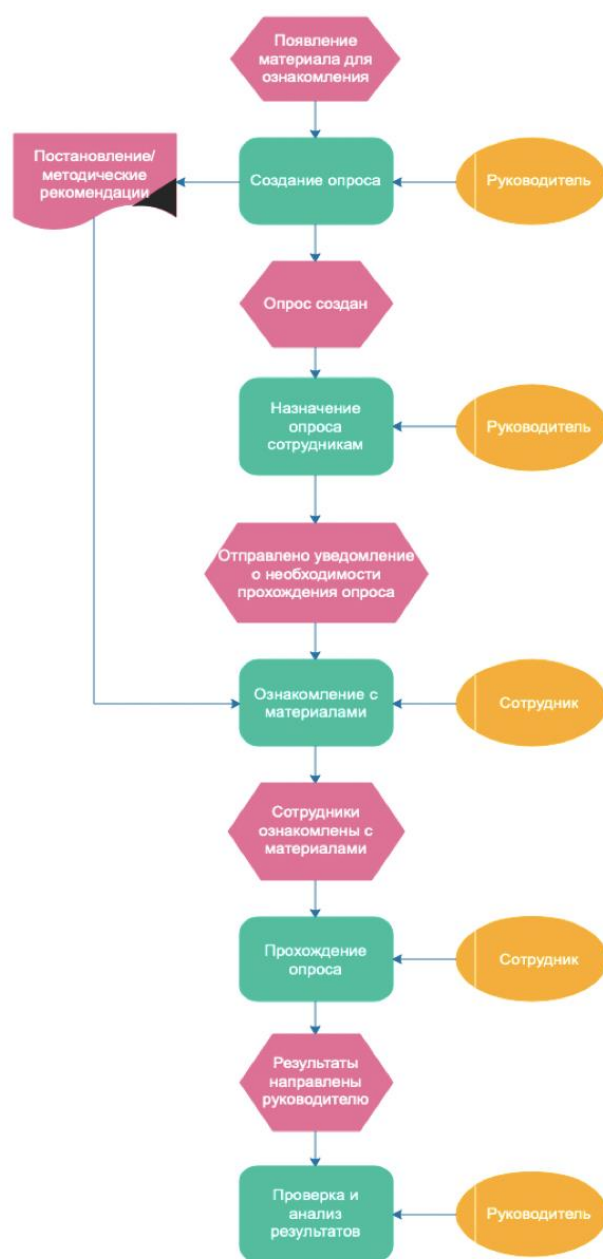 Появление
материала для
ознакомления
Постановление/
методические
рекомендации
Создание опроса
Руководитель
Опрос создан
Назначение
опроса
сотрудникам
Руководитель
Отправлено уведомление
о необходимости
прохождения опроса
Ознакомление с
материалами
Сотрудник
Сотрудники
ознакомлены с
материалами
Прохождение
опроса
Сотрудник
Результаты
направлены
руководителю
Проверка и
анализ
результатов
Руководитель